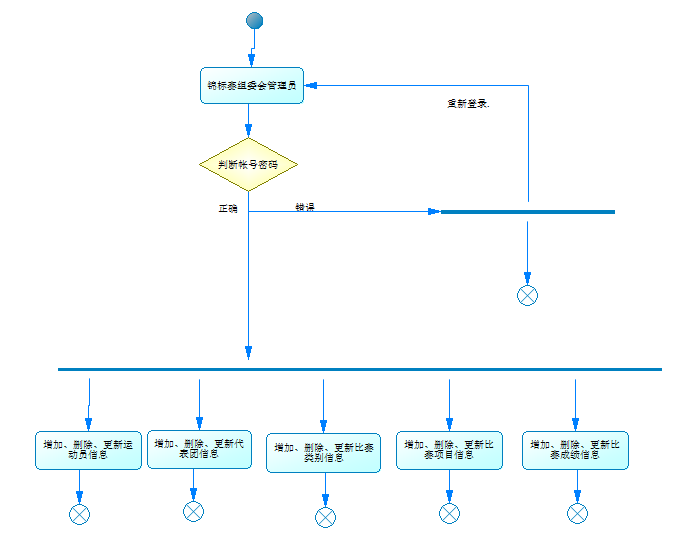 锦标赛组委会管理员
重新登录.
判断帐号密码
正确
错误
增加、删除、更新运
动员信息
增加、删除、更新代
表团信息
增加、删除、更新比赛
类别信息
增加、删除、更新比
赛项目信息
增加、删除、更新比
赛成绩信息